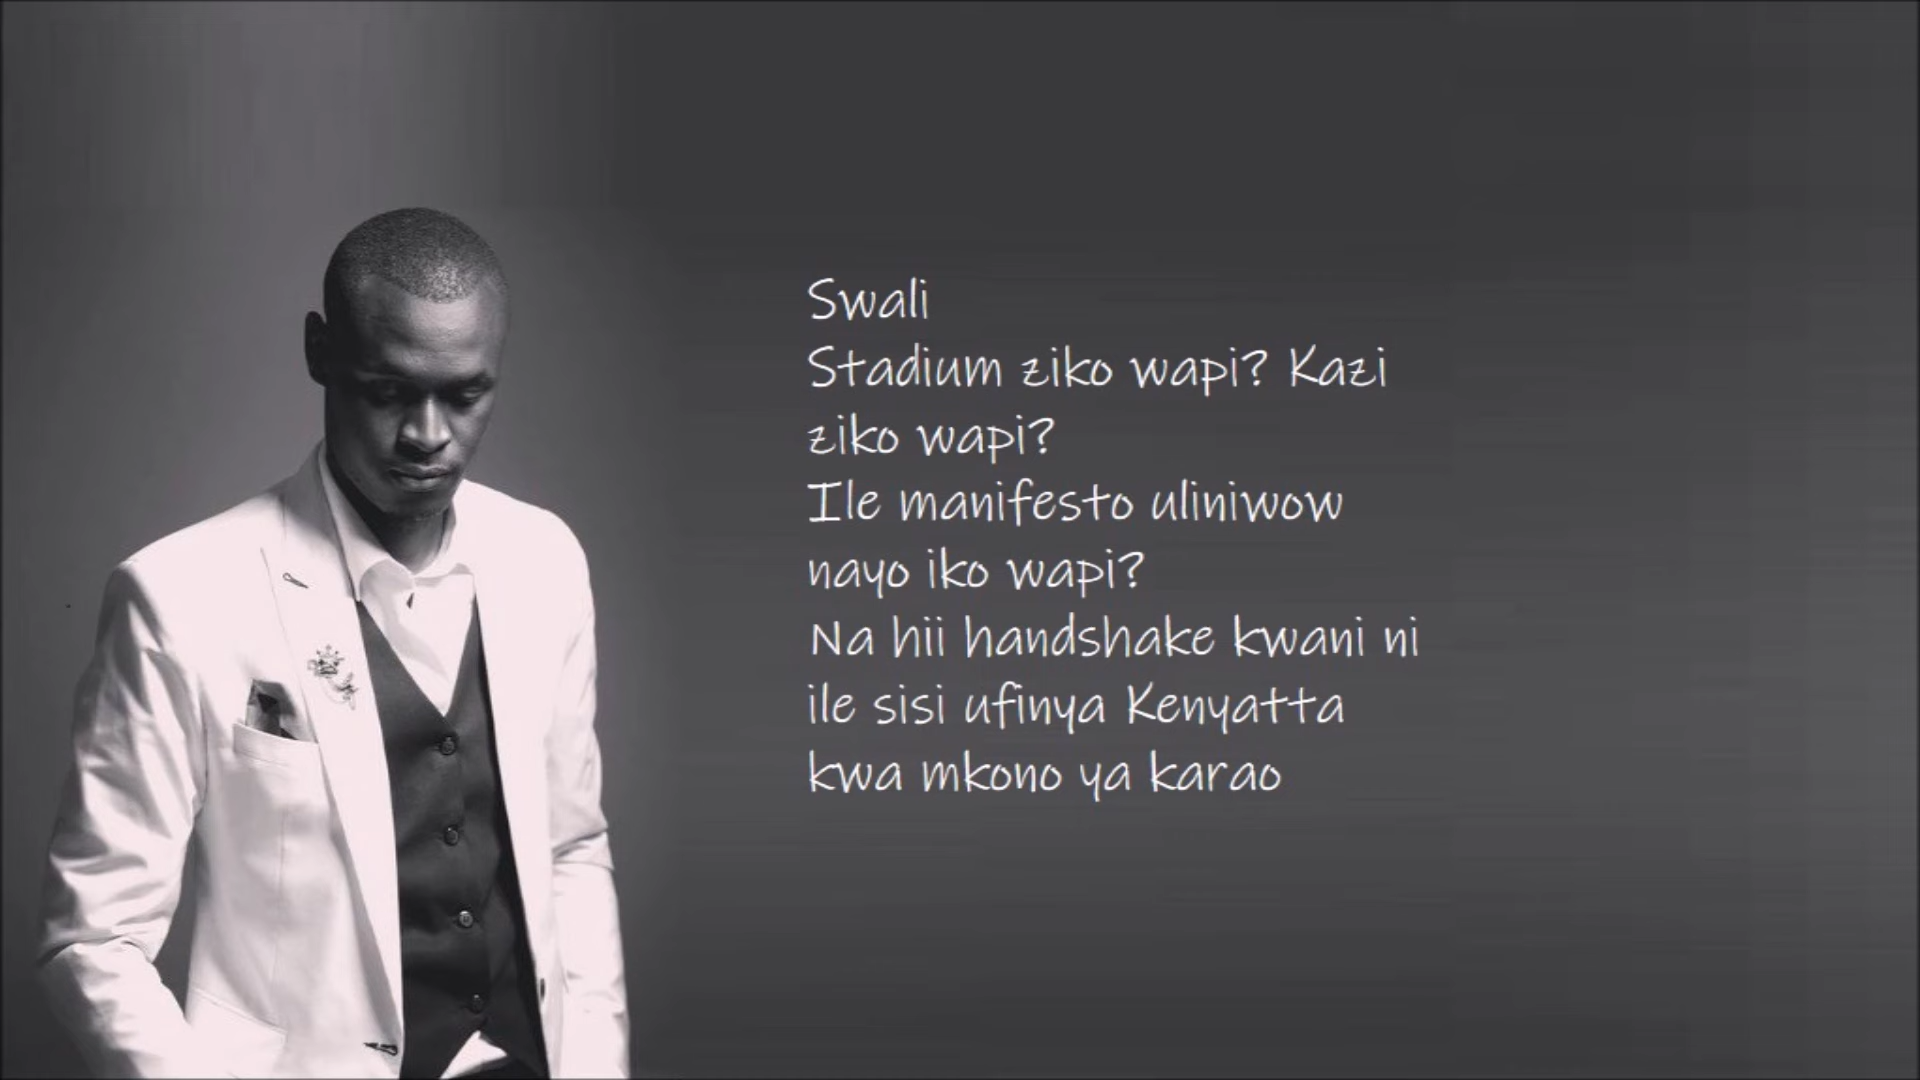 Swali
Stadium ziko wapi? Kazi
ziko wapi?
Ile manifesto uliniwow
nayo iko wapi?
Na hii handshake kwani ni
ile sisi ufinya Kenyatta
kwa mkono ya karao